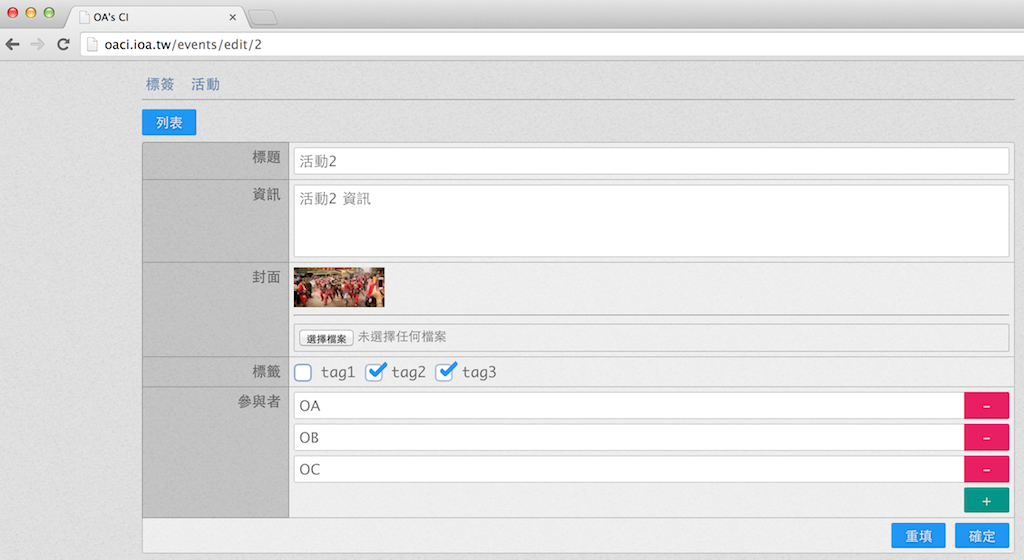 OA's CI
oaci.ioa.tw/events/edit/2
標簽 活動
列表
標題 活動2
資訊 活動2 資訊
封面
選擇檔案 未選擇任何檔案
標籤 tag1 tag2 tag3
參與者 OA -
OB -
OC -
+
重填 確定